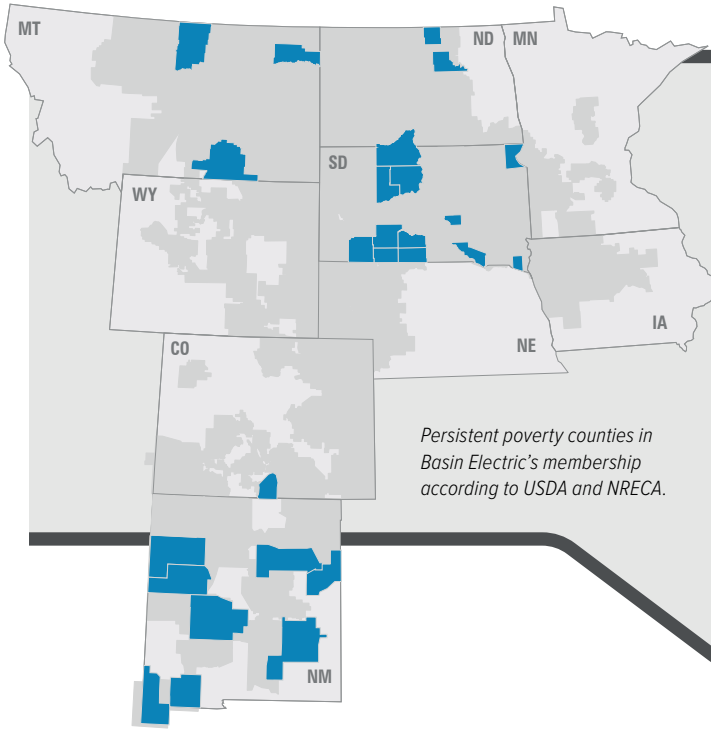 MT
ND
MN
SD
WY
IA
NE
CO
Persistent poverty counties in
Basin Electric’s membership
according to USDA and NRECA.
NM